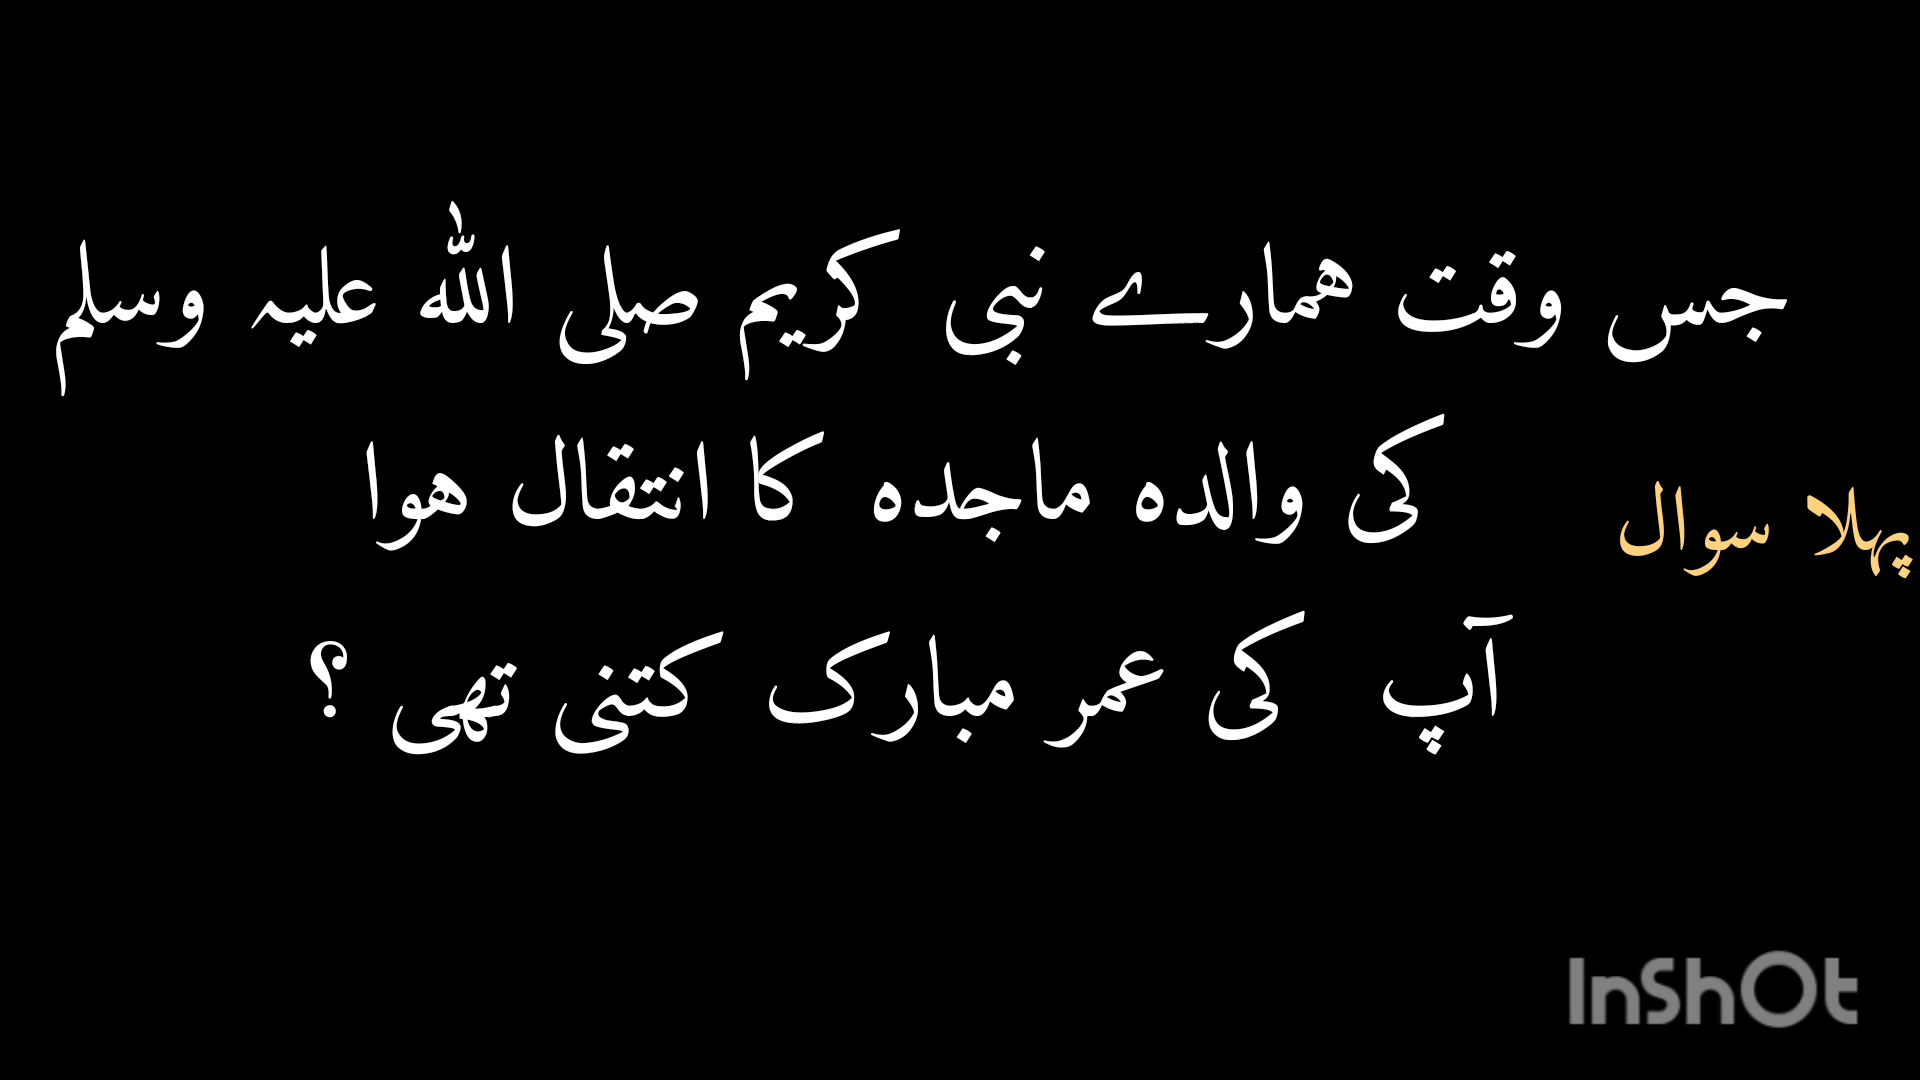 جس وقت ہمارے نبی کریم صلی اللہ علیہ وسلم
کی والدہ ماجدہ کا انتقال ہوا
پہلا سوال
آپ کی عمر مبارک کتنی تھی ؟
InShOt